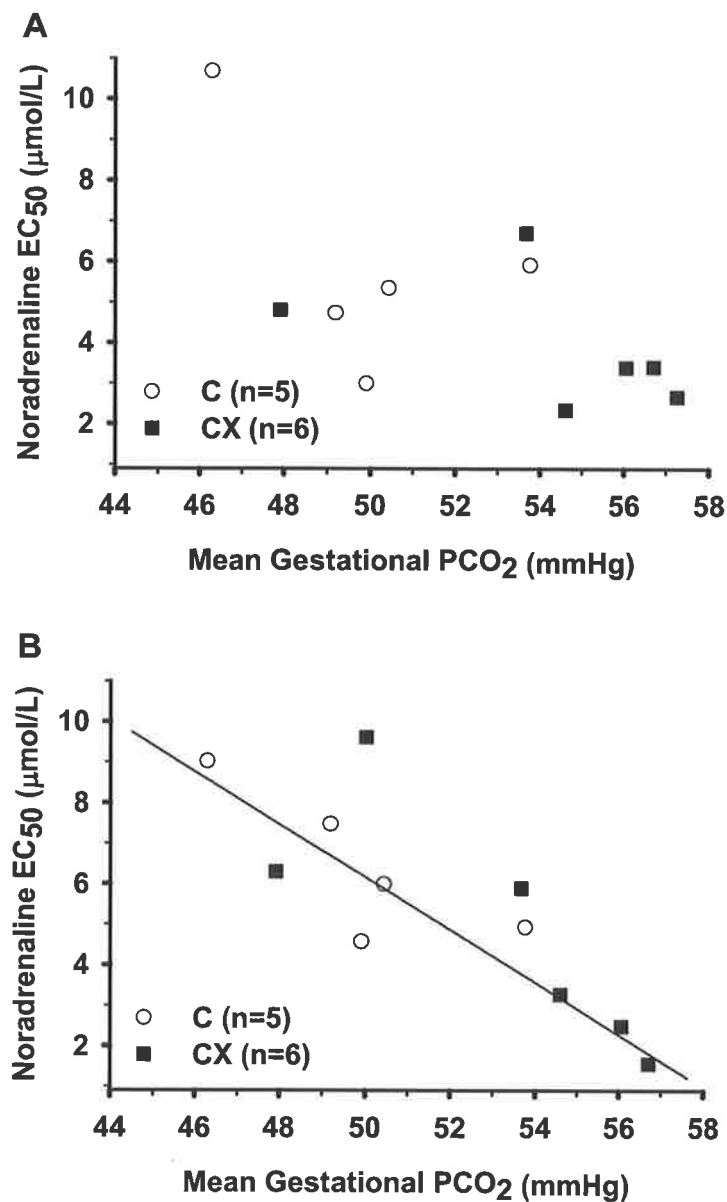 A
Noradrenaline EC50 (µmol/L)
10
8
6
4
2
C (n=5)
CX (n=6)
44 46 48 50 52 54 56 58
Mean Gestational PCO2 (mmHg)
B
Noradrenaline EC50 (µmol/L)
10
8
6
4
2
C (n=5)
CX (n=6)
44 46 48 50 52 54 56 58
Mean Gestational PCO2 (mmHg)